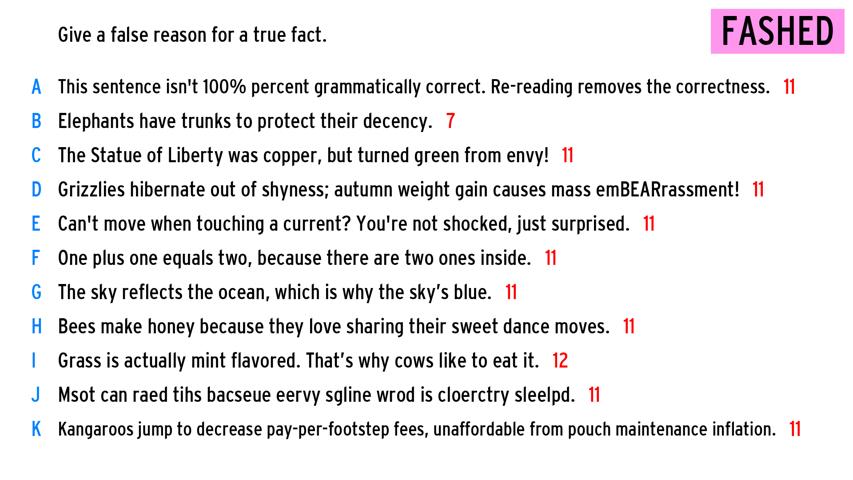 FASHED
Give a false reason for a true fact.
A This sentence isn't 100% percent grammatically correct. Re-reading removes the correctness. 11
B Elephants have trunks to protect their decency. 7
C The Statue of Liberty was copper, but turned green from envy! 11
D Grizzlies hibernate out of shyness; autumn weight gain causes mass emBEARrassment! 11
E Can't move when touching a current? You're not shocked, just surprised. 11
F One plus one equals two, because there are two ones inside. 11
G The sky reflects the ocean, which is why the sky's blue. 11
H Bees make honey because they love sharing their sweet dance moves. 11
I Grass is actually mint flavored. That's why cows like to eat it. 12
J Msot can raed tihs bacseue eervy sgline wrod is cloerctry sleelpd. 11
K Kangaroos jump to decrease pay-per-footstep fees, unaffordable from pouch maintenance inflation. 11